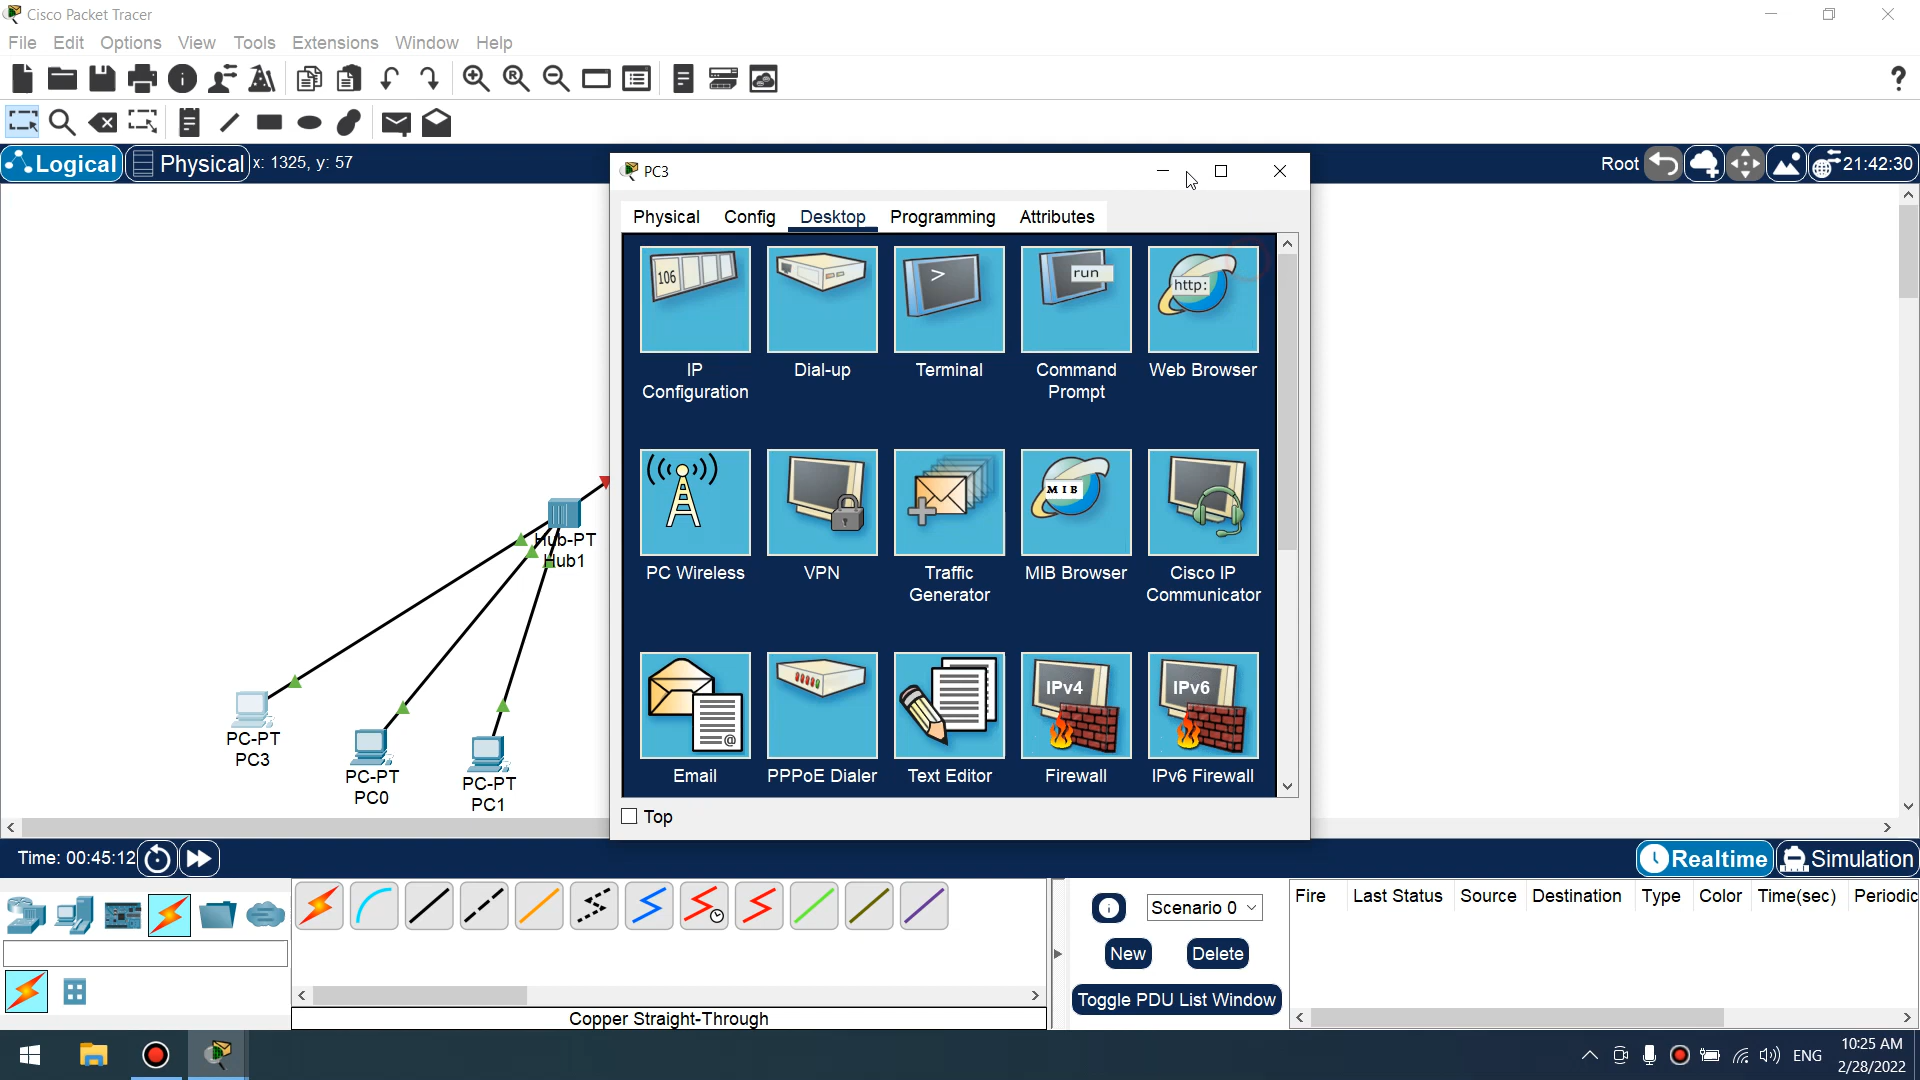 Cisco Packet Tracer
File Edit Options View Tools Extensions Window Help
Logical Physical x: 1325, y: 57
Root 21:42:30
PC3
Physical Config Desktop Programming Attributes
106
>
run
http:
IP Configuration
Dial-up
Terminal
Command Prompt
Web Browser
MIB
PC Wireless
VPN
Traffic Generator
MIB Browser
Cisco IP Communicator
@
IPv4
IPv6
Email
PPPoE Dialer
Text Editor
Firewall
IPv6 Firewall
Top
Hub-PT
Hub1
PC-PT
PC3
PC-PT
PC0
PC-PT
PC1
Time: 00:45:12
Realtime Simulation
Scenario 0
New Delete
Toggle PDU List Window
Fire Last Status Source Destination Type Color Time(sec) Periodic
Copper Straight-Through
ENG
10:25 AM
2/28/2022